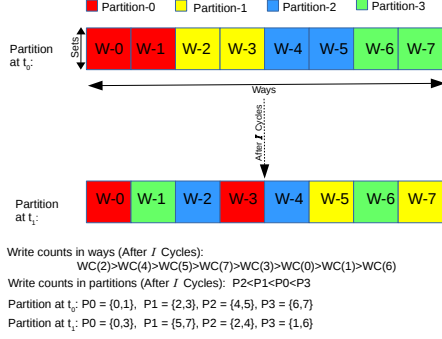 Partition-0 Partition-1 Partition-2 Partition-3
Partition at t0:
Sets
W-0 W-1 W-2 W-3 W-4 W-5 W-6 W-7
Ways
After I Cycles
Partition at t1:
W-0 W-1 W-2 W-3 W-4 W-5 W-6 W-7
Write counts in ways (After I Cycles):
WC(2)>WC(4)>WC(5)>WC(7)>WC(3)>WC(0)>WC(1)>WC(6)
Write counts in partitions (After I Cycles): P2<P1<P0<P3
Partition at t0: P0 = {0,1}, P1 = {2,3}, P2 = {4,5}, P3 = {6,7}
Partition at t1: P0 = {0,3}, P1 = {5,7}, P2 = {2,4}, P3 = {1,6}